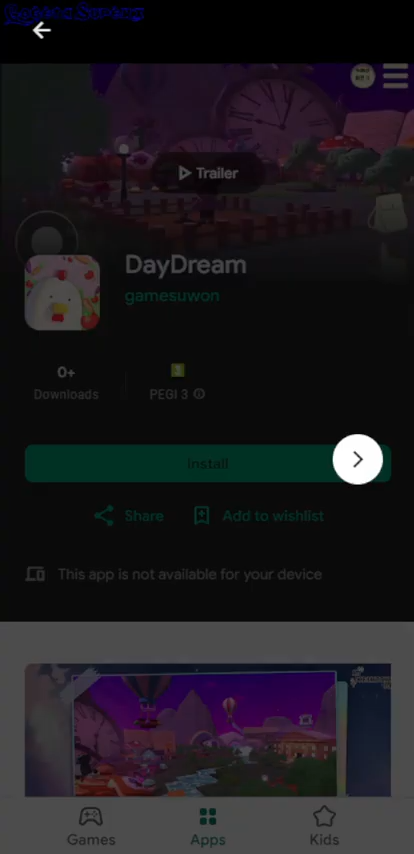 Trailer
DayDream
gamesuwon
0+
Downloads
3
PEGI 3
Install
Share
Add to wishlist
This app is not available for your device
Games
Apps
Kids